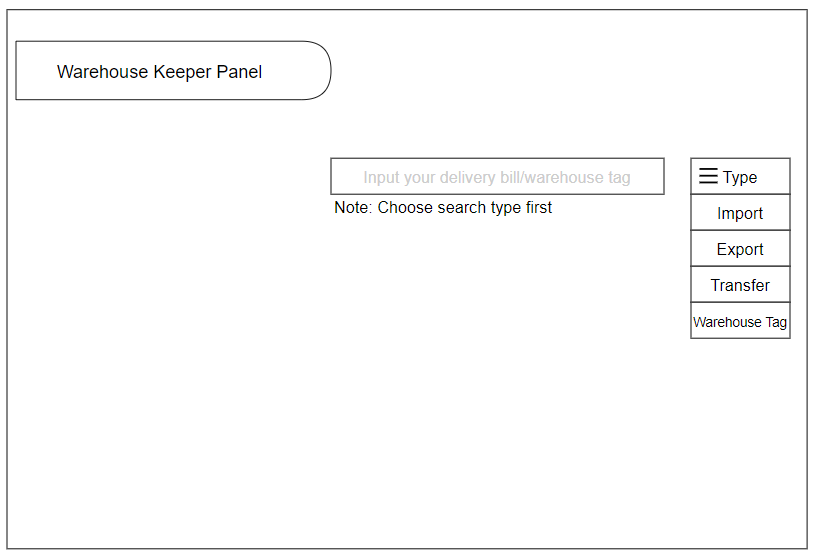 Warehouse Keeper Panel
Input your delivery bill/warehouse tag
Type
Note: Choose search type first
Import
Export
Transfer
Warehouse Tag